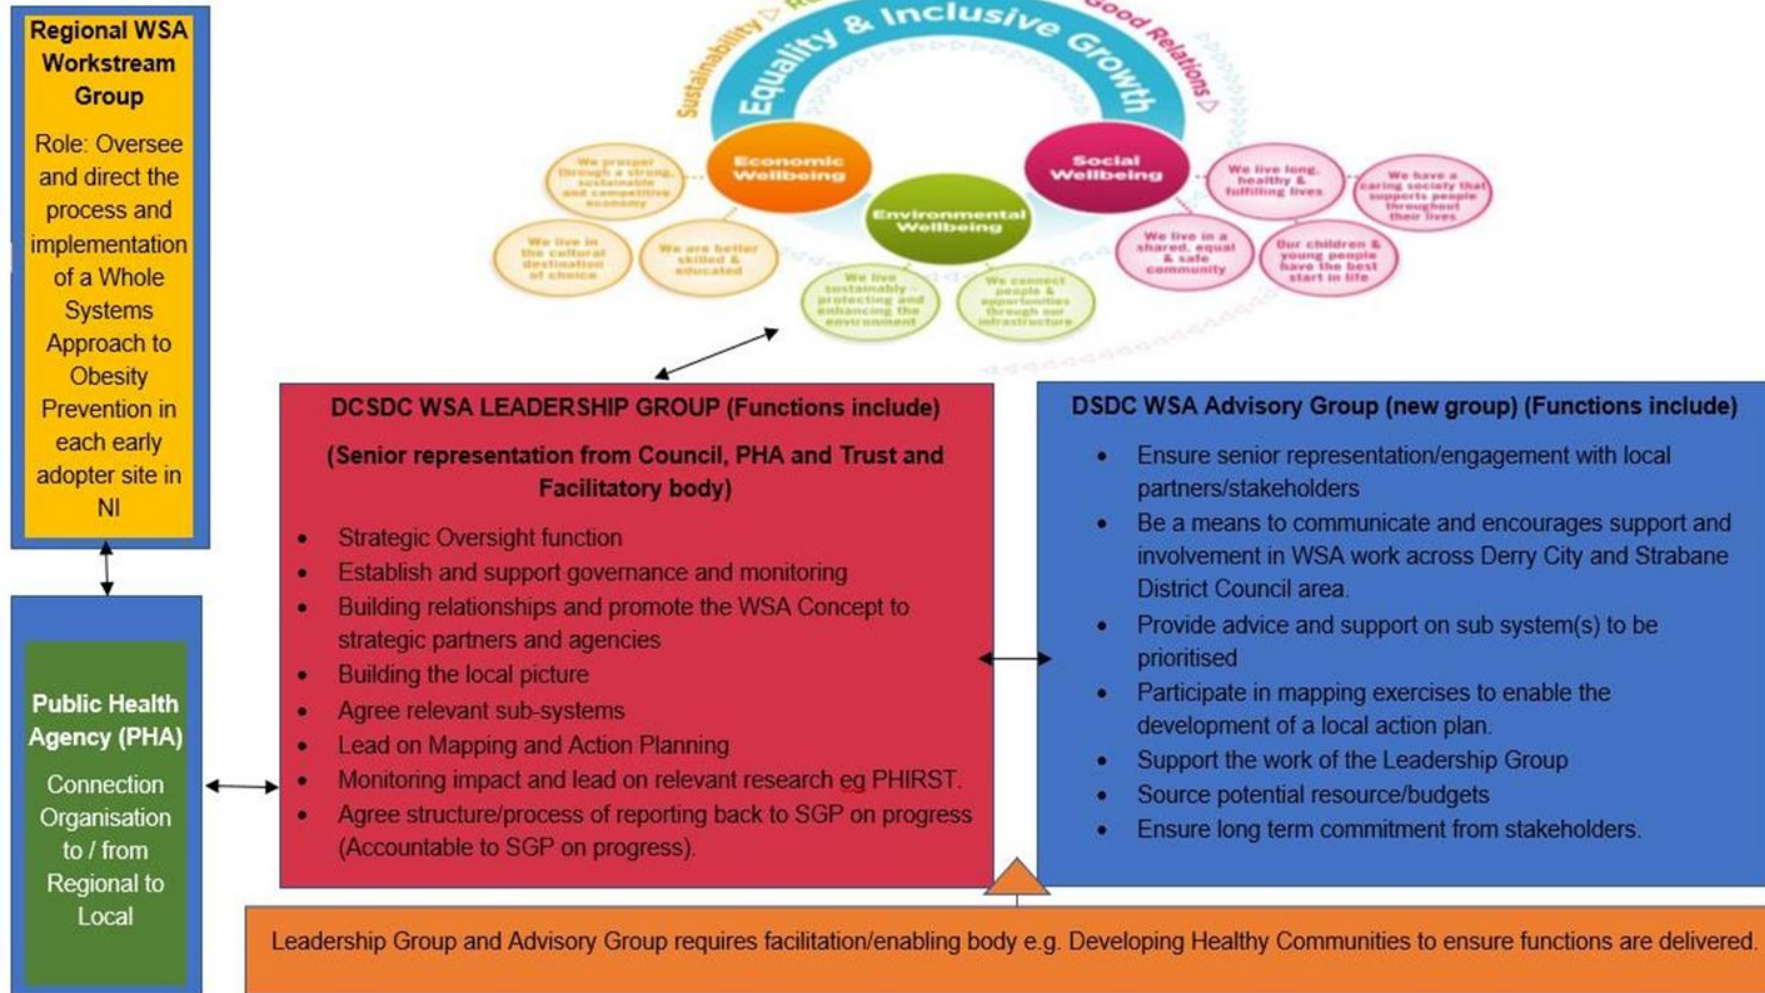 Regional WSA
Workstream
Group
Role: Oversee
and direct the
process and
implementation
of a Whole
Systems
Approach to
Obesity
Prevention in
each early
adopter site in
NI
Public Health
Agency (PHA)
Connection
Organisation
to / from
Regional to
Local
Sustainability
Good Relations
Equality & Inclusive Growth
Economic
Wellbeing
Environmental
Wellbeing
Social
Wellbeing
We prosper
through a strong,
sustainable
and competitive
economy
We live in
the cultural
destination
of choice
We are better
skilled &
educated
We live
sustainably -
protecting and
enhancing the
environment
We connect
people &
opportunities
through our
infrastructure
We live long,
healthy &
fulfilling lives
We have a
caring society that
supports people
throughout
their lives
We live in a
shared, equal
& safe
community
Our children &
young people
have the best
start in life
DCSDC WSA LEADERSHIP GROUP (Functions include)
(Senior representation from Council, PHA and Trust and
Facilitatory body)
• Strategic Oversight function
• Establish and support governance and monitoring
• Building relationships and promote the WSA Concept to
strategic partners and agencies
• Building the local picture
• Agree relevant sub-systems
• Lead on Mapping and Action Planning
• Monitoring impact and lead on relevant research eg PHIRST.
• Agree structure/process of reporting back to SGP on progress
(Accountable to SGP on progress).
DSDC WSA Advisory Group (new group) (Functions include)
• Ensure senior representation/engagement with local
partners/stakeholders
• Be a means to communicate and encourages support and
involvement in WSA work across Derry City and Strabane
District Council area.
• Provide advice and support on sub system(s) to be
prioritised
• Participate in mapping exercises to enable the
development of a local action plan.
• Support the work of the Leadership Group
• Source potential resource/budgets
• Ensure long term commitment from stakeholders.
Leadership Group and Advisory Group requires facilitation/enabling body e.g. Developing Healthy Communities to ensure functions are delivered.